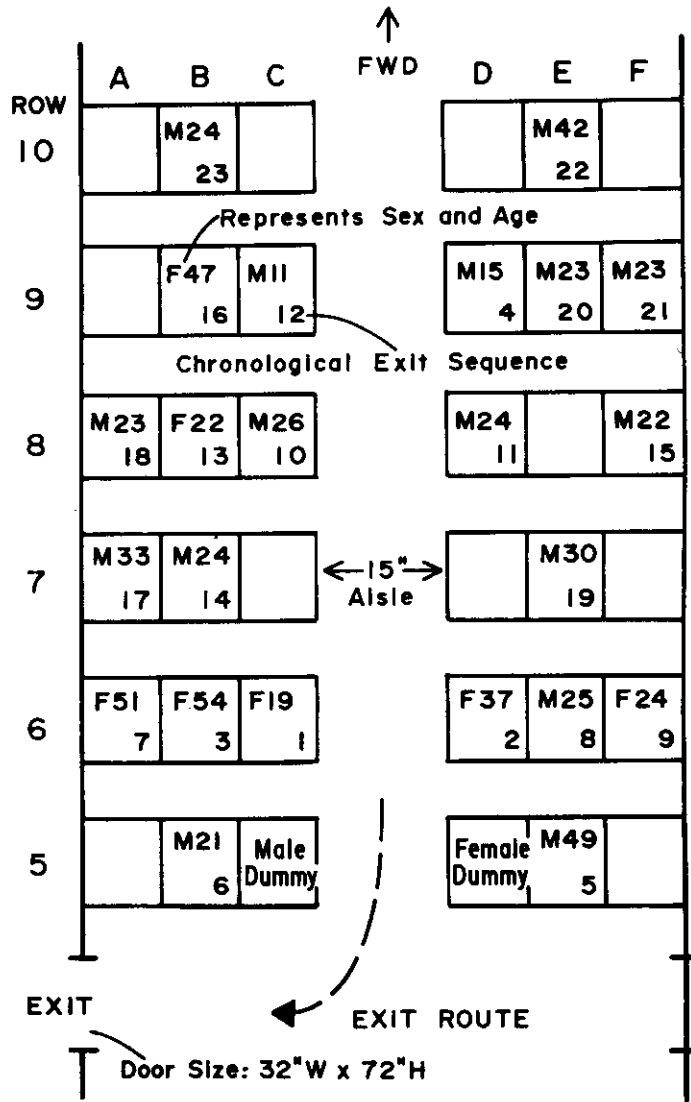 FWD
A B C D E F
ROW
10
M24 M42
23 22
Represents Sex and Age
9
F47 M11 M15 M23 M23
16 12 4 20 21
Chronological Exit Sequence
8
M23 F22 M26 M24 M22
18 13 10 11 15
7
M33 M24 M30
17 14 19
15"
Aisle
6
F51 F54 F19 F37 M25 F24
7 3 1 2 8 9
5
M21 Male Dummy Female Dummy M49
6 5
EXIT EXIT ROUTE
Door Size: 32"W x 72"H